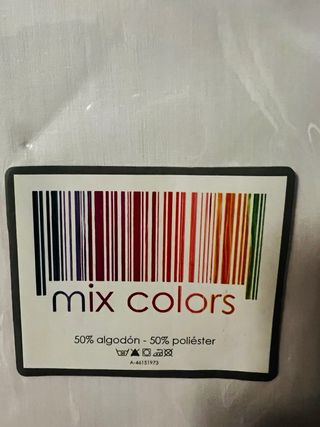 mix colors
50% algodón - 50% poliéster
A-46151973